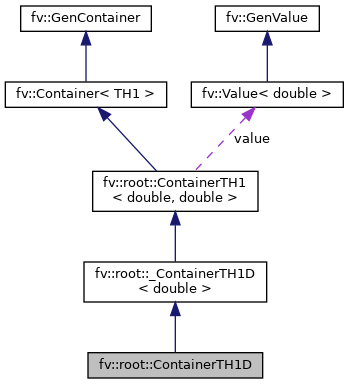 fv::GenContainer
fv::GenValue
fv::Container< TH1 >
fv::Value< double >
value
fv::root::ContainerTH1
< double, double >
fv::root::_ContainerTH1D
< double >
fv::root::ContainerTH1D